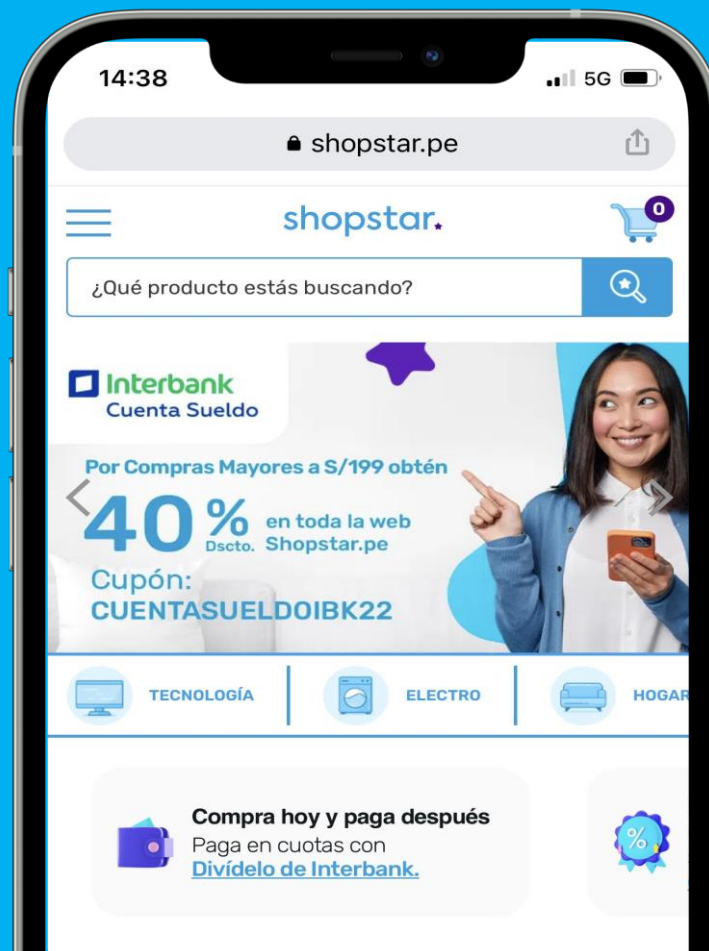 14:38
5G
shopstar.pe
shopstar.
0
¿Qué producto estás buscando?
Interbank
Cuenta Sueldo
Por Compras Mayores a S/199 obtén
40% Dscto. en toda la web
Shopstar.pe
Cupón:
CUENTASUELDOIBK22
TECNOLOGÍA
ELECTRO
HOGAR
Compra hoy y paga después
Paga en cuotas con
Divídelo de Interbank.
%